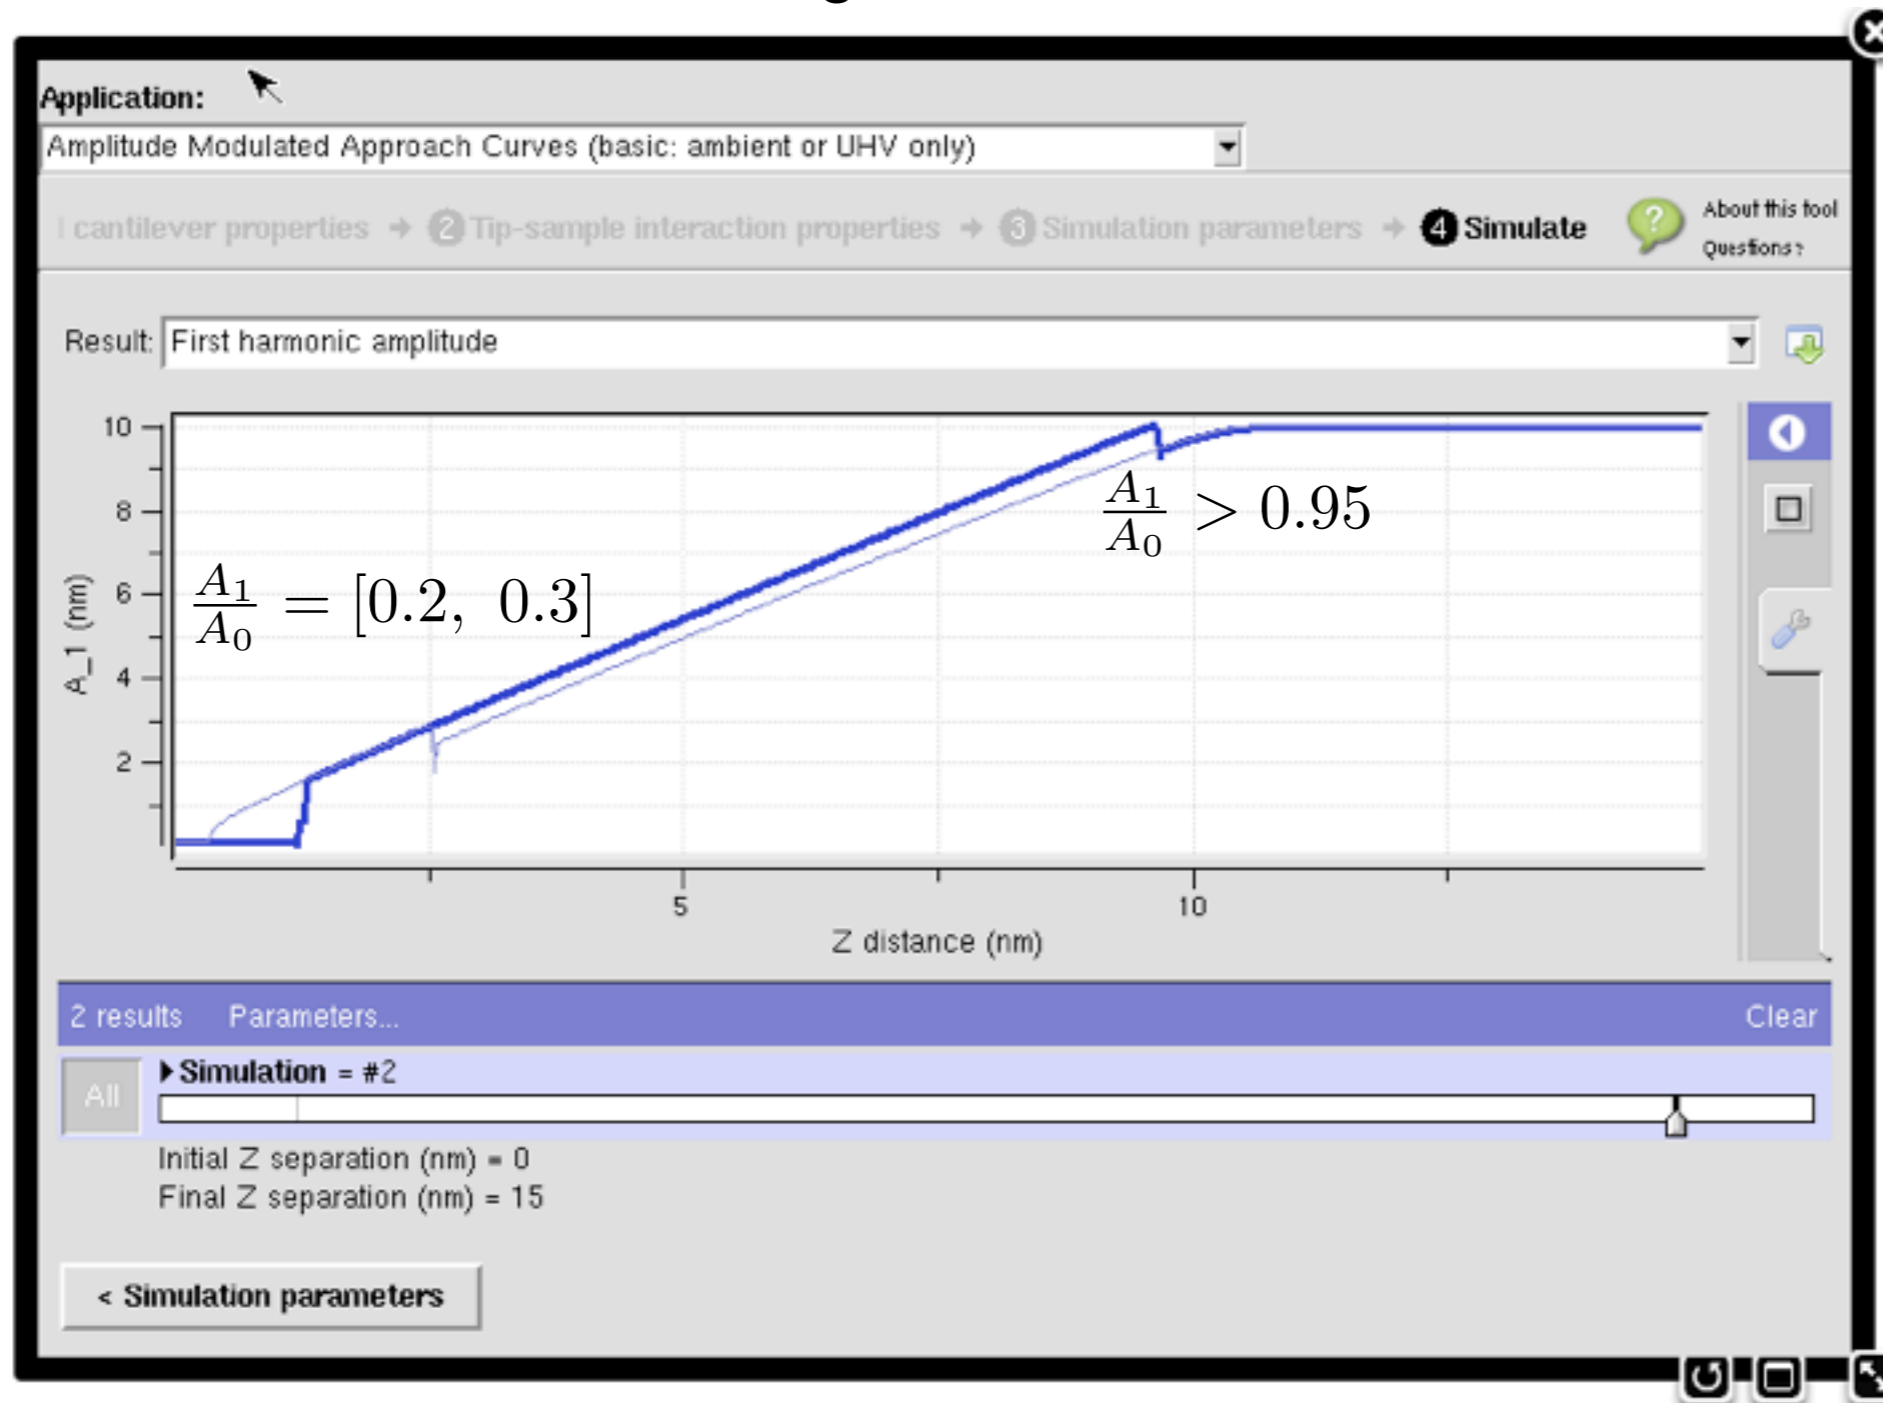 Application:
Amplitude Modulated Approach Curves (basic: ambient or UHV only)
cantilever properties → 2 Tip-sample interaction properties → 3 Simulation parameters → 4 Simulate
? About this tool
Questions?
Result: First harmonic amplitude
10
8
6
4
2
A_1 (nm)
A₁/A₀ = [0.2, 0.3]
A₁/A₀ > 0.95
5 10
Z distance (nm)
2 results Parameters... Clear
All
Simulation = #2
Initial Z separation (nm) = 0
Final Z separation (nm) = 15
< Simulation parameters